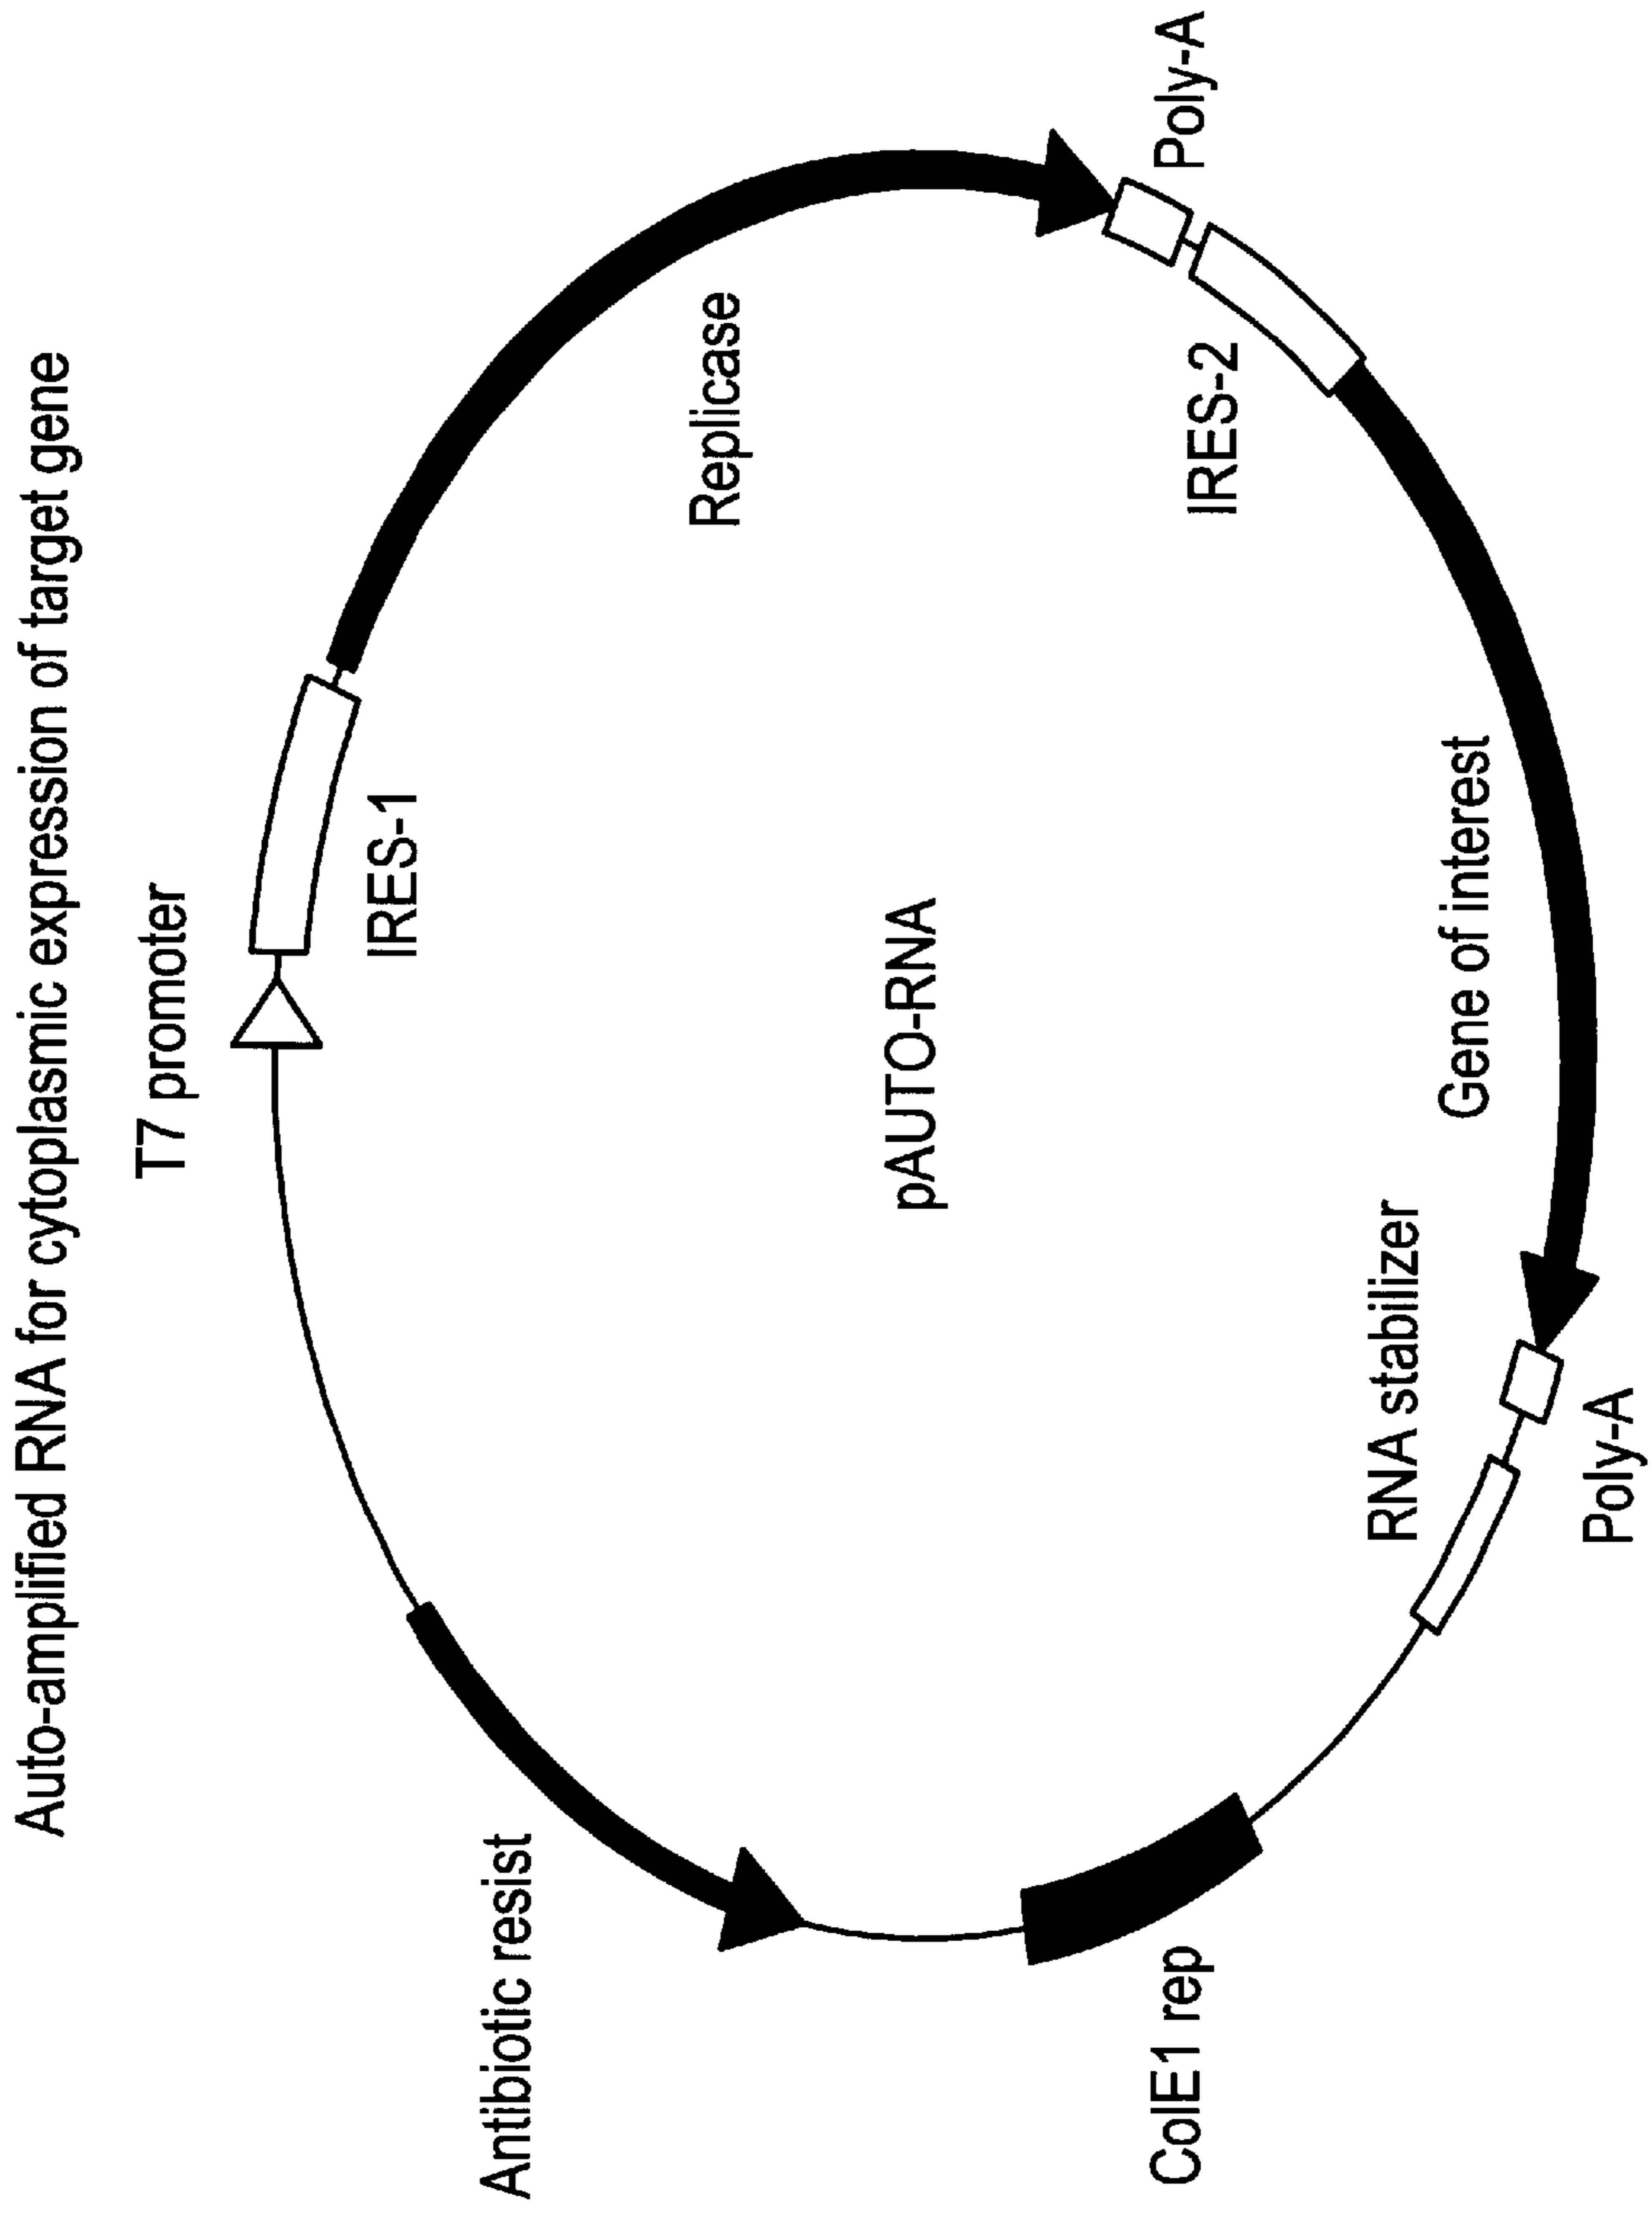 Auto-amplified RNA for cytoplasmic expression of target gene
T7 promoter
IRES-1
Replicase
Poly-A
IRES-2
pAUTO-RNA
Gene of interest
RNA stabilizer
Poly-A
ColE1 rep
Antibiotic resist